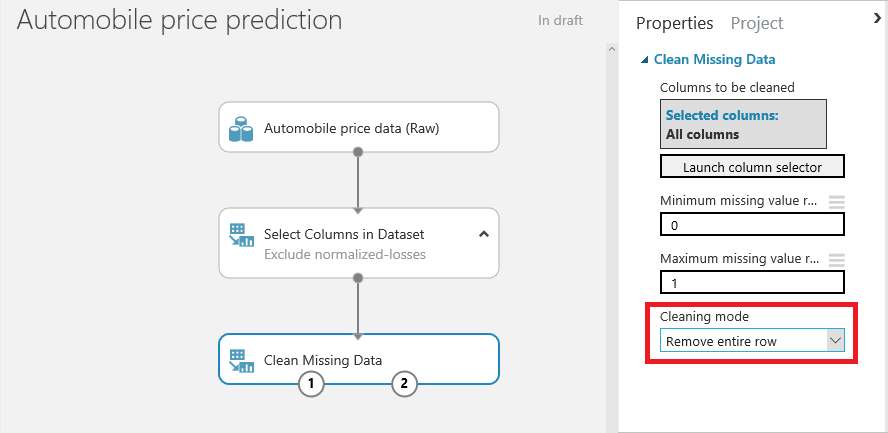 Automobile price prediction
In draft
Automobile price data (Raw)
Select Columns in Dataset
Exclude normalized-losses
Clean Missing Data
1
2
Properties
Project
Clean Missing Data
Columns to be cleaned
Selected columns:
All columns
Launch column selector
Minimum missing value r...
0
Maximum missing value r...
1
Cleaning mode
Remove entire row